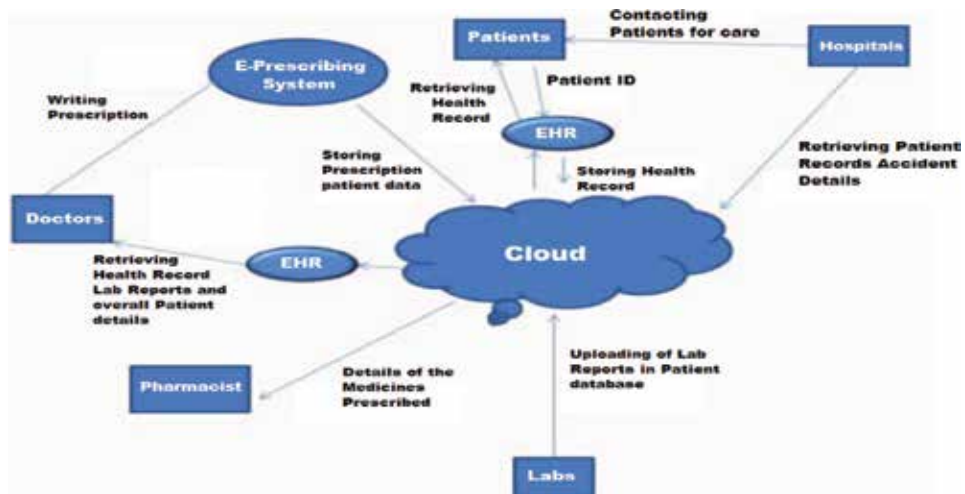 Contacting
Patients for care
Patients
Hospitals
E-Prescribing
System
Patient ID
Retrieving
Health
Record
Writing
Prescription
EHR
Storing
Prescription
patient data
Storing Health
Record
Retrieving Patient
Records Accident
Details
Doctors
Cloud
EHR
Retrieving
Health Record
Lab Reports and
overall Patient
details
Uploading of Lab
Reports in Patient
database
Pharmacist
Details of the
Medicines
Prescribed
Labs